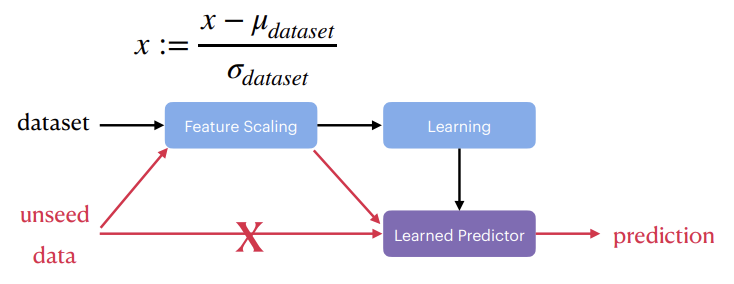 x := x − μ_dataset / σ_dataset
dataset
Feature Scaling
Learning
unseed
data
X
Learned Predictor
prediction